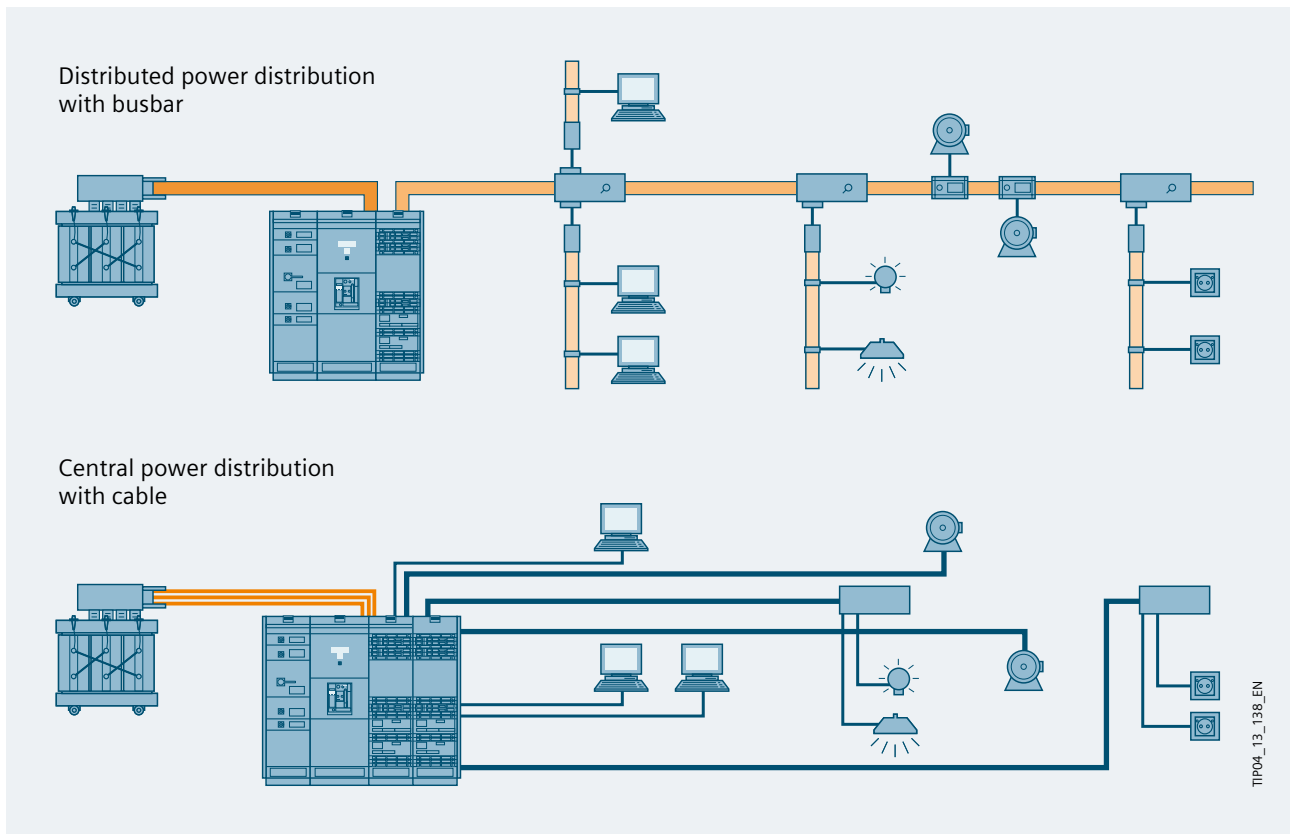 Distributed power distribution
with busbar
Central power distribution
with cable
TIP04_13_138_EN